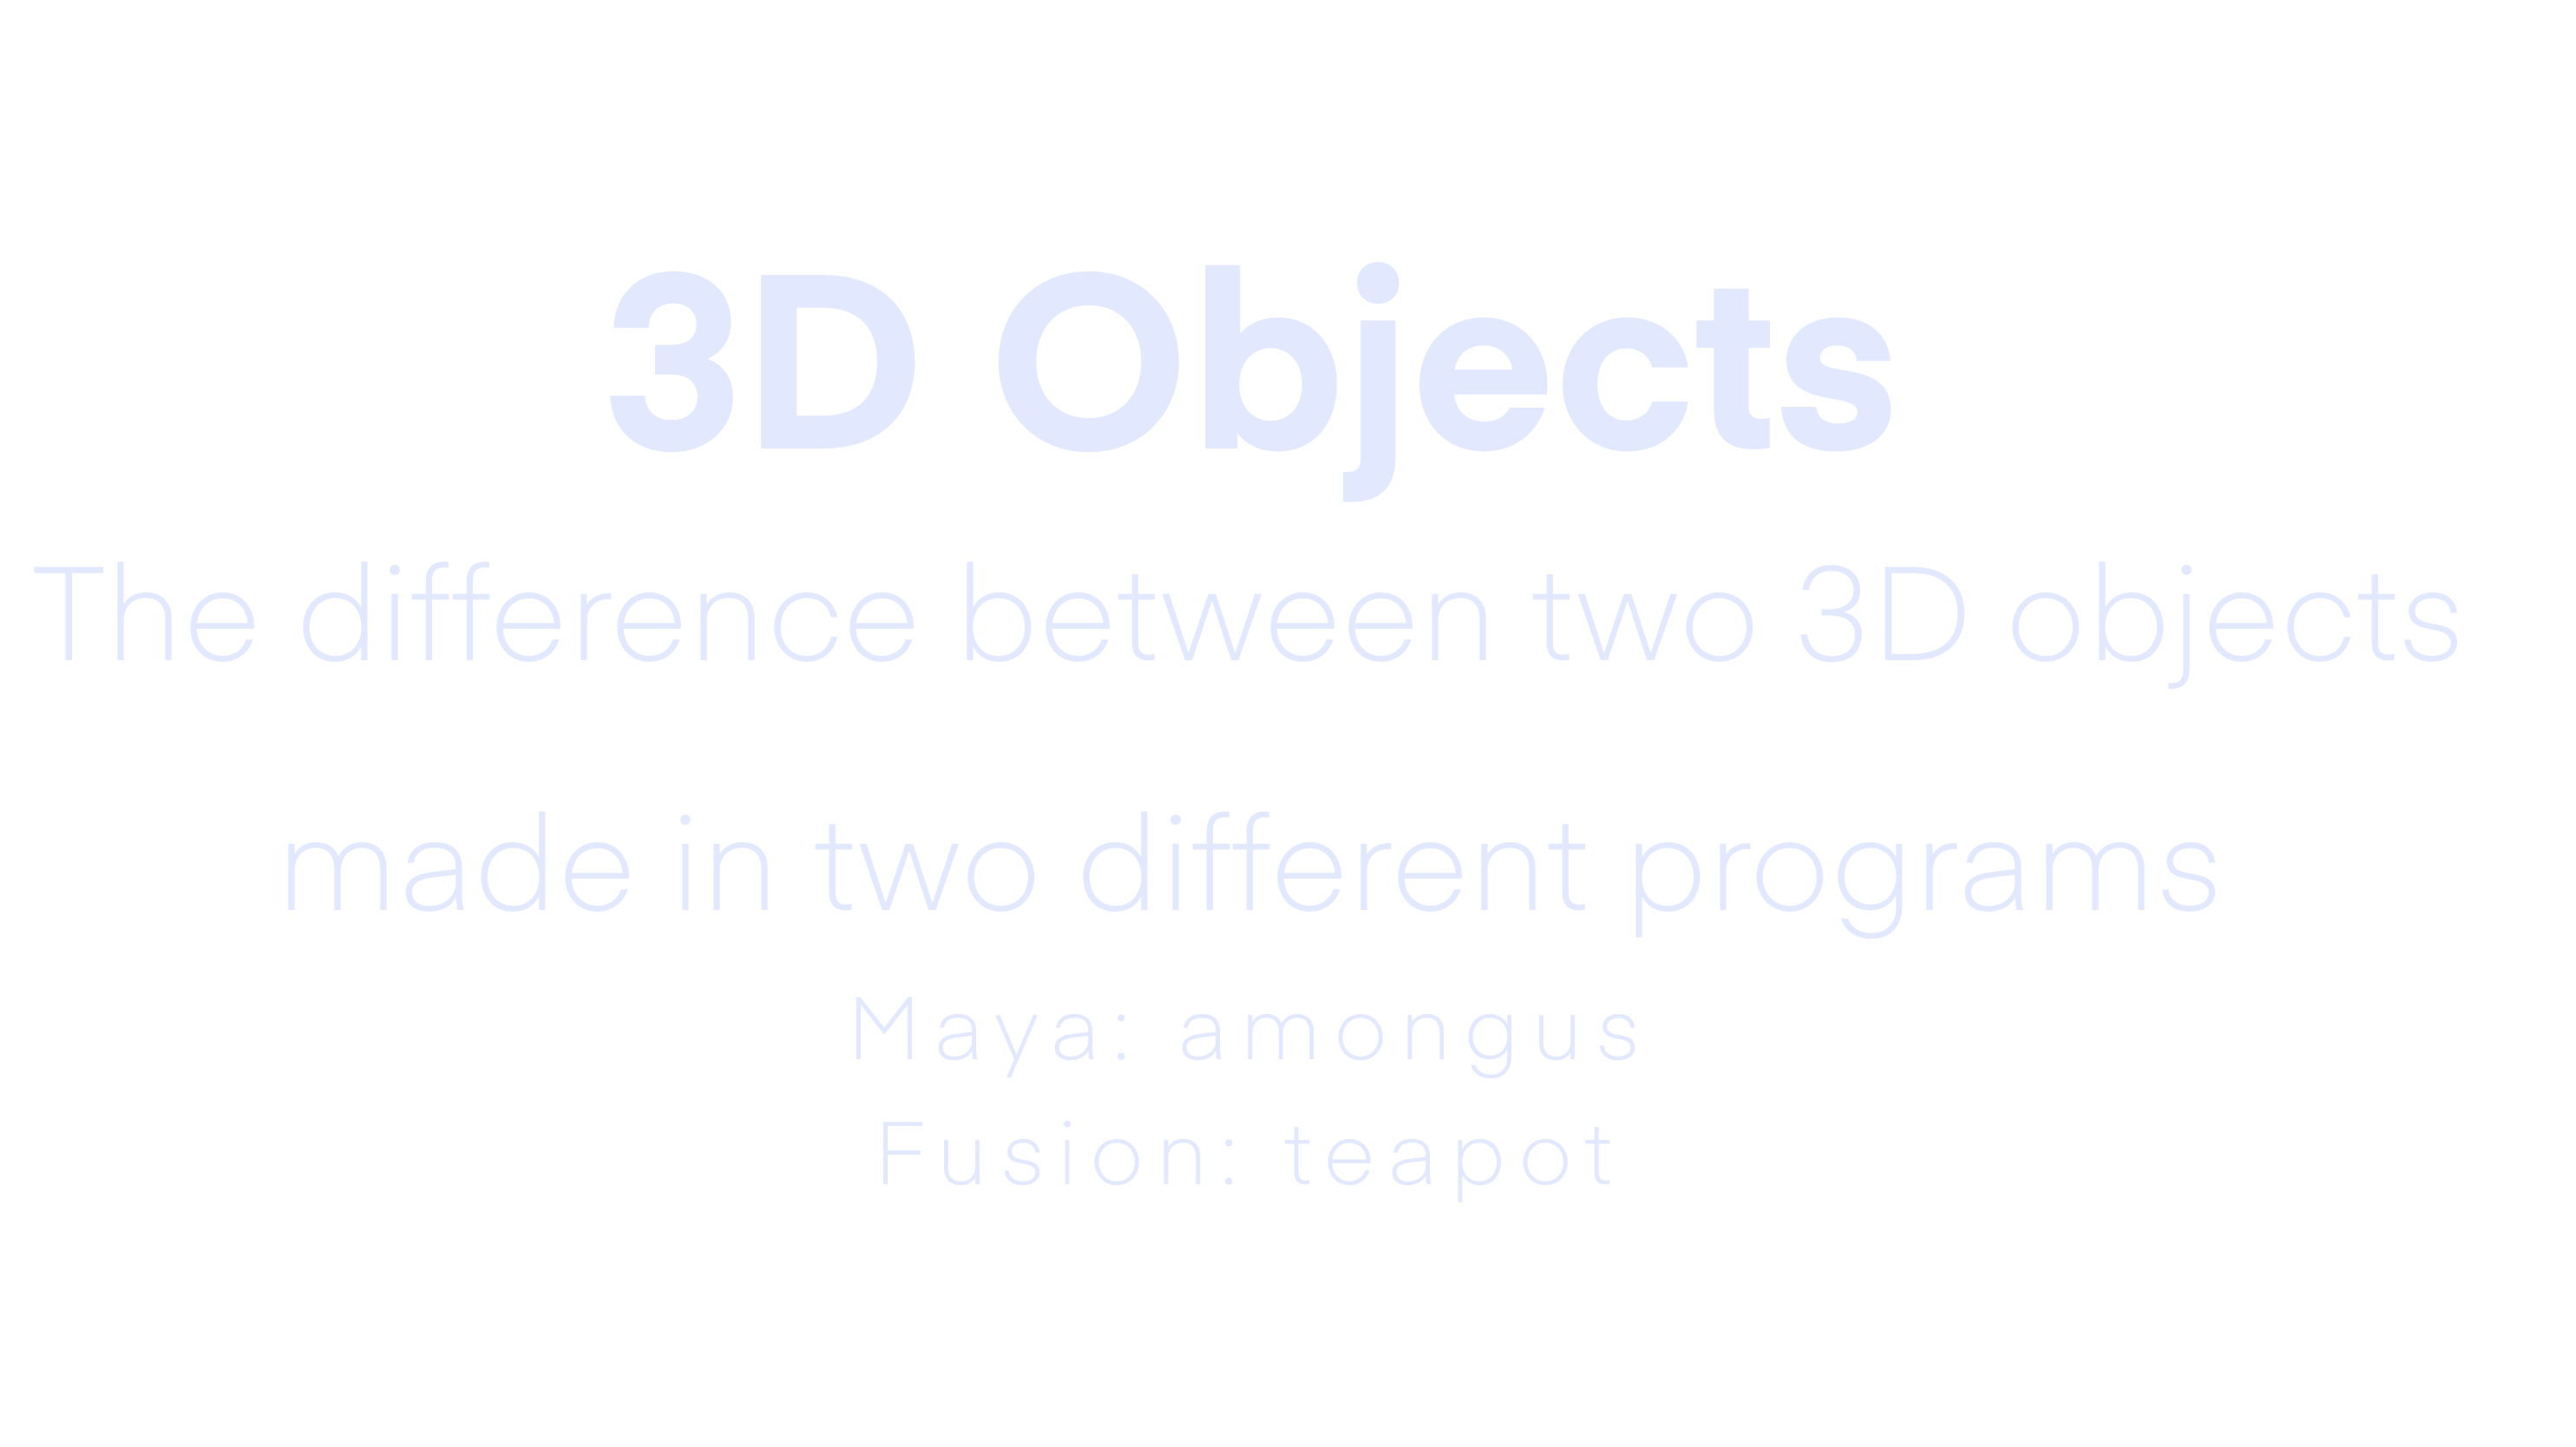 3D Objects
The difference between two 3D objects
made in two different programs
Maya: amongus
Fusion: teapot